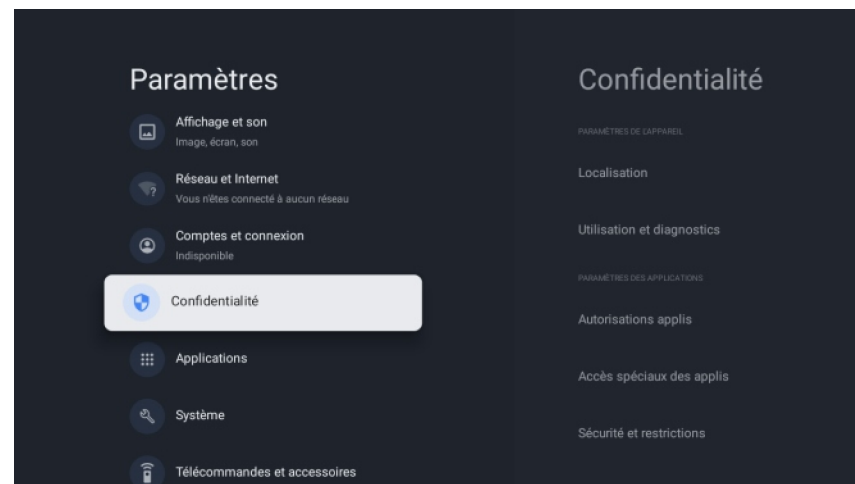 Paramètres
Affichage et son
Image, écran, son
Réseau et Internet
Vous n'êtes connecté à aucun réseau
Comptes et connexion
Indisponible
Confidentialité
Applications
Système
Télécommandes et accessoires
Confidentialité
PARAMÈTRES DE L'APPAREIL
Localisation
Utilisation et diagnostics
PARAMÈTRES DES APPLICATIONS
Autorisations applis
Accès spéciaux des applis
Sécurité et restrictions